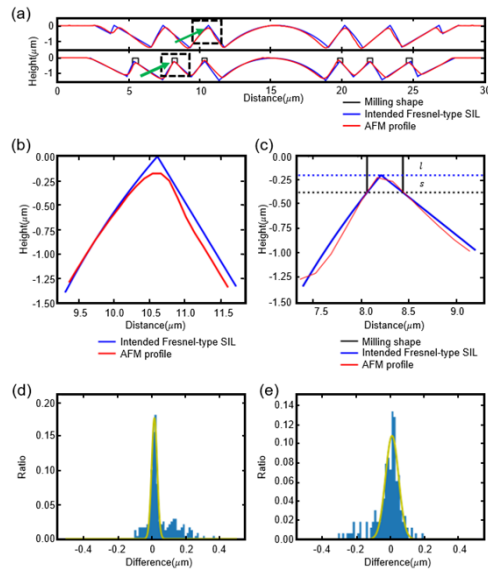 (a)
0
-1
0
-1
Height(μm)
0 5 10 15 20 25 30
Distance(μm)
Milling shape
Intended Fresnel-type SIL
AFM profile
(b)
0.00
-0.25
-0.50
-0.75
-1.00
-1.25
-1.50
Height(μm)
9.5 10.0 10.5 11.0 11.5
Distance(μm)
Intended Fresnel-type SIL
AFM profile
(c)
0.00
-0.25
-0.50
-0.75
-1.00
-1.25
-1.50
Height(μm)
l
s
7.5 8.0 8.5 9.0
Distance(μm)
Milling shape
Intended Fresnel-type SIL
AFM profile
(d)
0.20
0.15
0.10
0.05
0.00
Ratio
-0.4 -0.2 0 0.2 0.4
Difference(μm)
(e)
0.14
0.12
0.10
0.08
0.06
0.04
0.02
0
Ratio
-0.4 -0.2 0 0.2 0.4
Difference(μm)